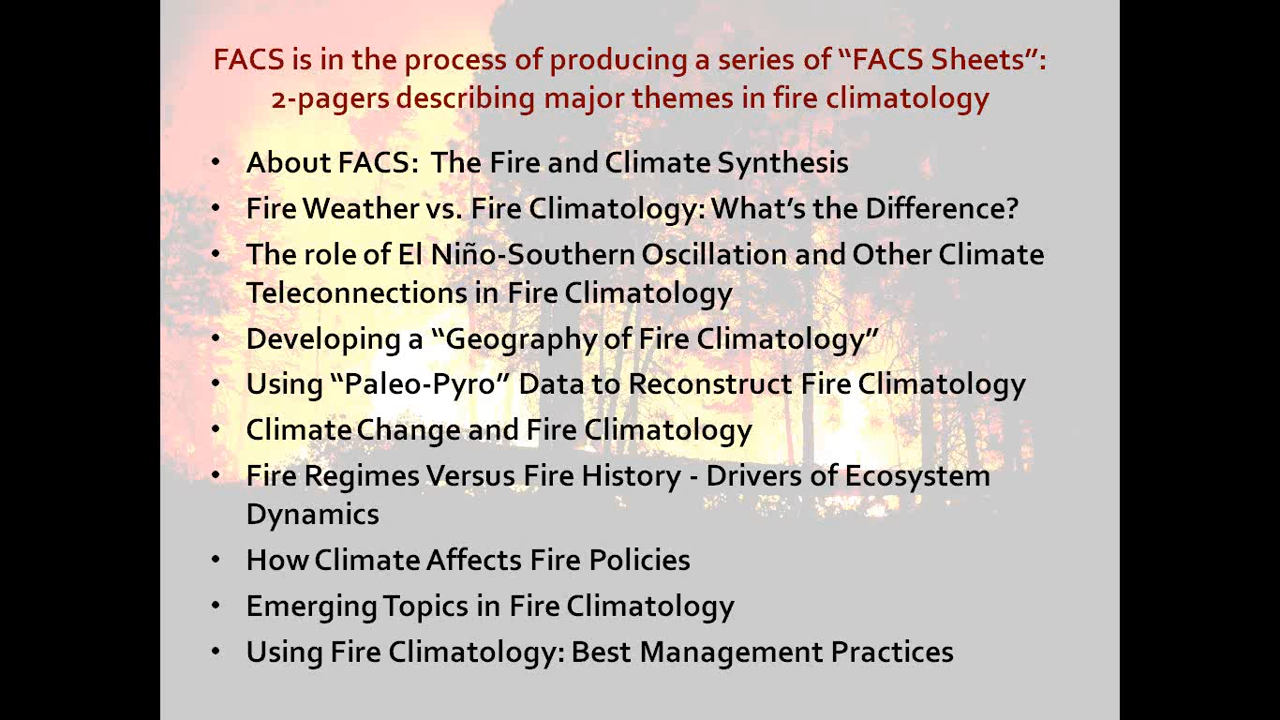 FACS is in the process of producing a series of “FACS Sheets”:
2-pagers describing major themes in fire climatology
• About FACS: The Fire and Climate Synthesis
• Fire Weather vs. Fire Climatology: What’s the Difference?
• The role of El Niño-Southern Oscillation and Other Climate
Teleconnections in Fire Climatology
• Developing a “Geography of Fire Climatology”
• Using “Paleo-Pyro” Data to Reconstruct Fire Climatology
• Climate Change and Fire Climatology
• Fire Regimes Versus Fire History - Drivers of Ecosystem
Dynamics
• How Climate Affects Fire Policies
• Emerging Topics in Fire Climatology
• Using Fire Climatology: Best Management Practices